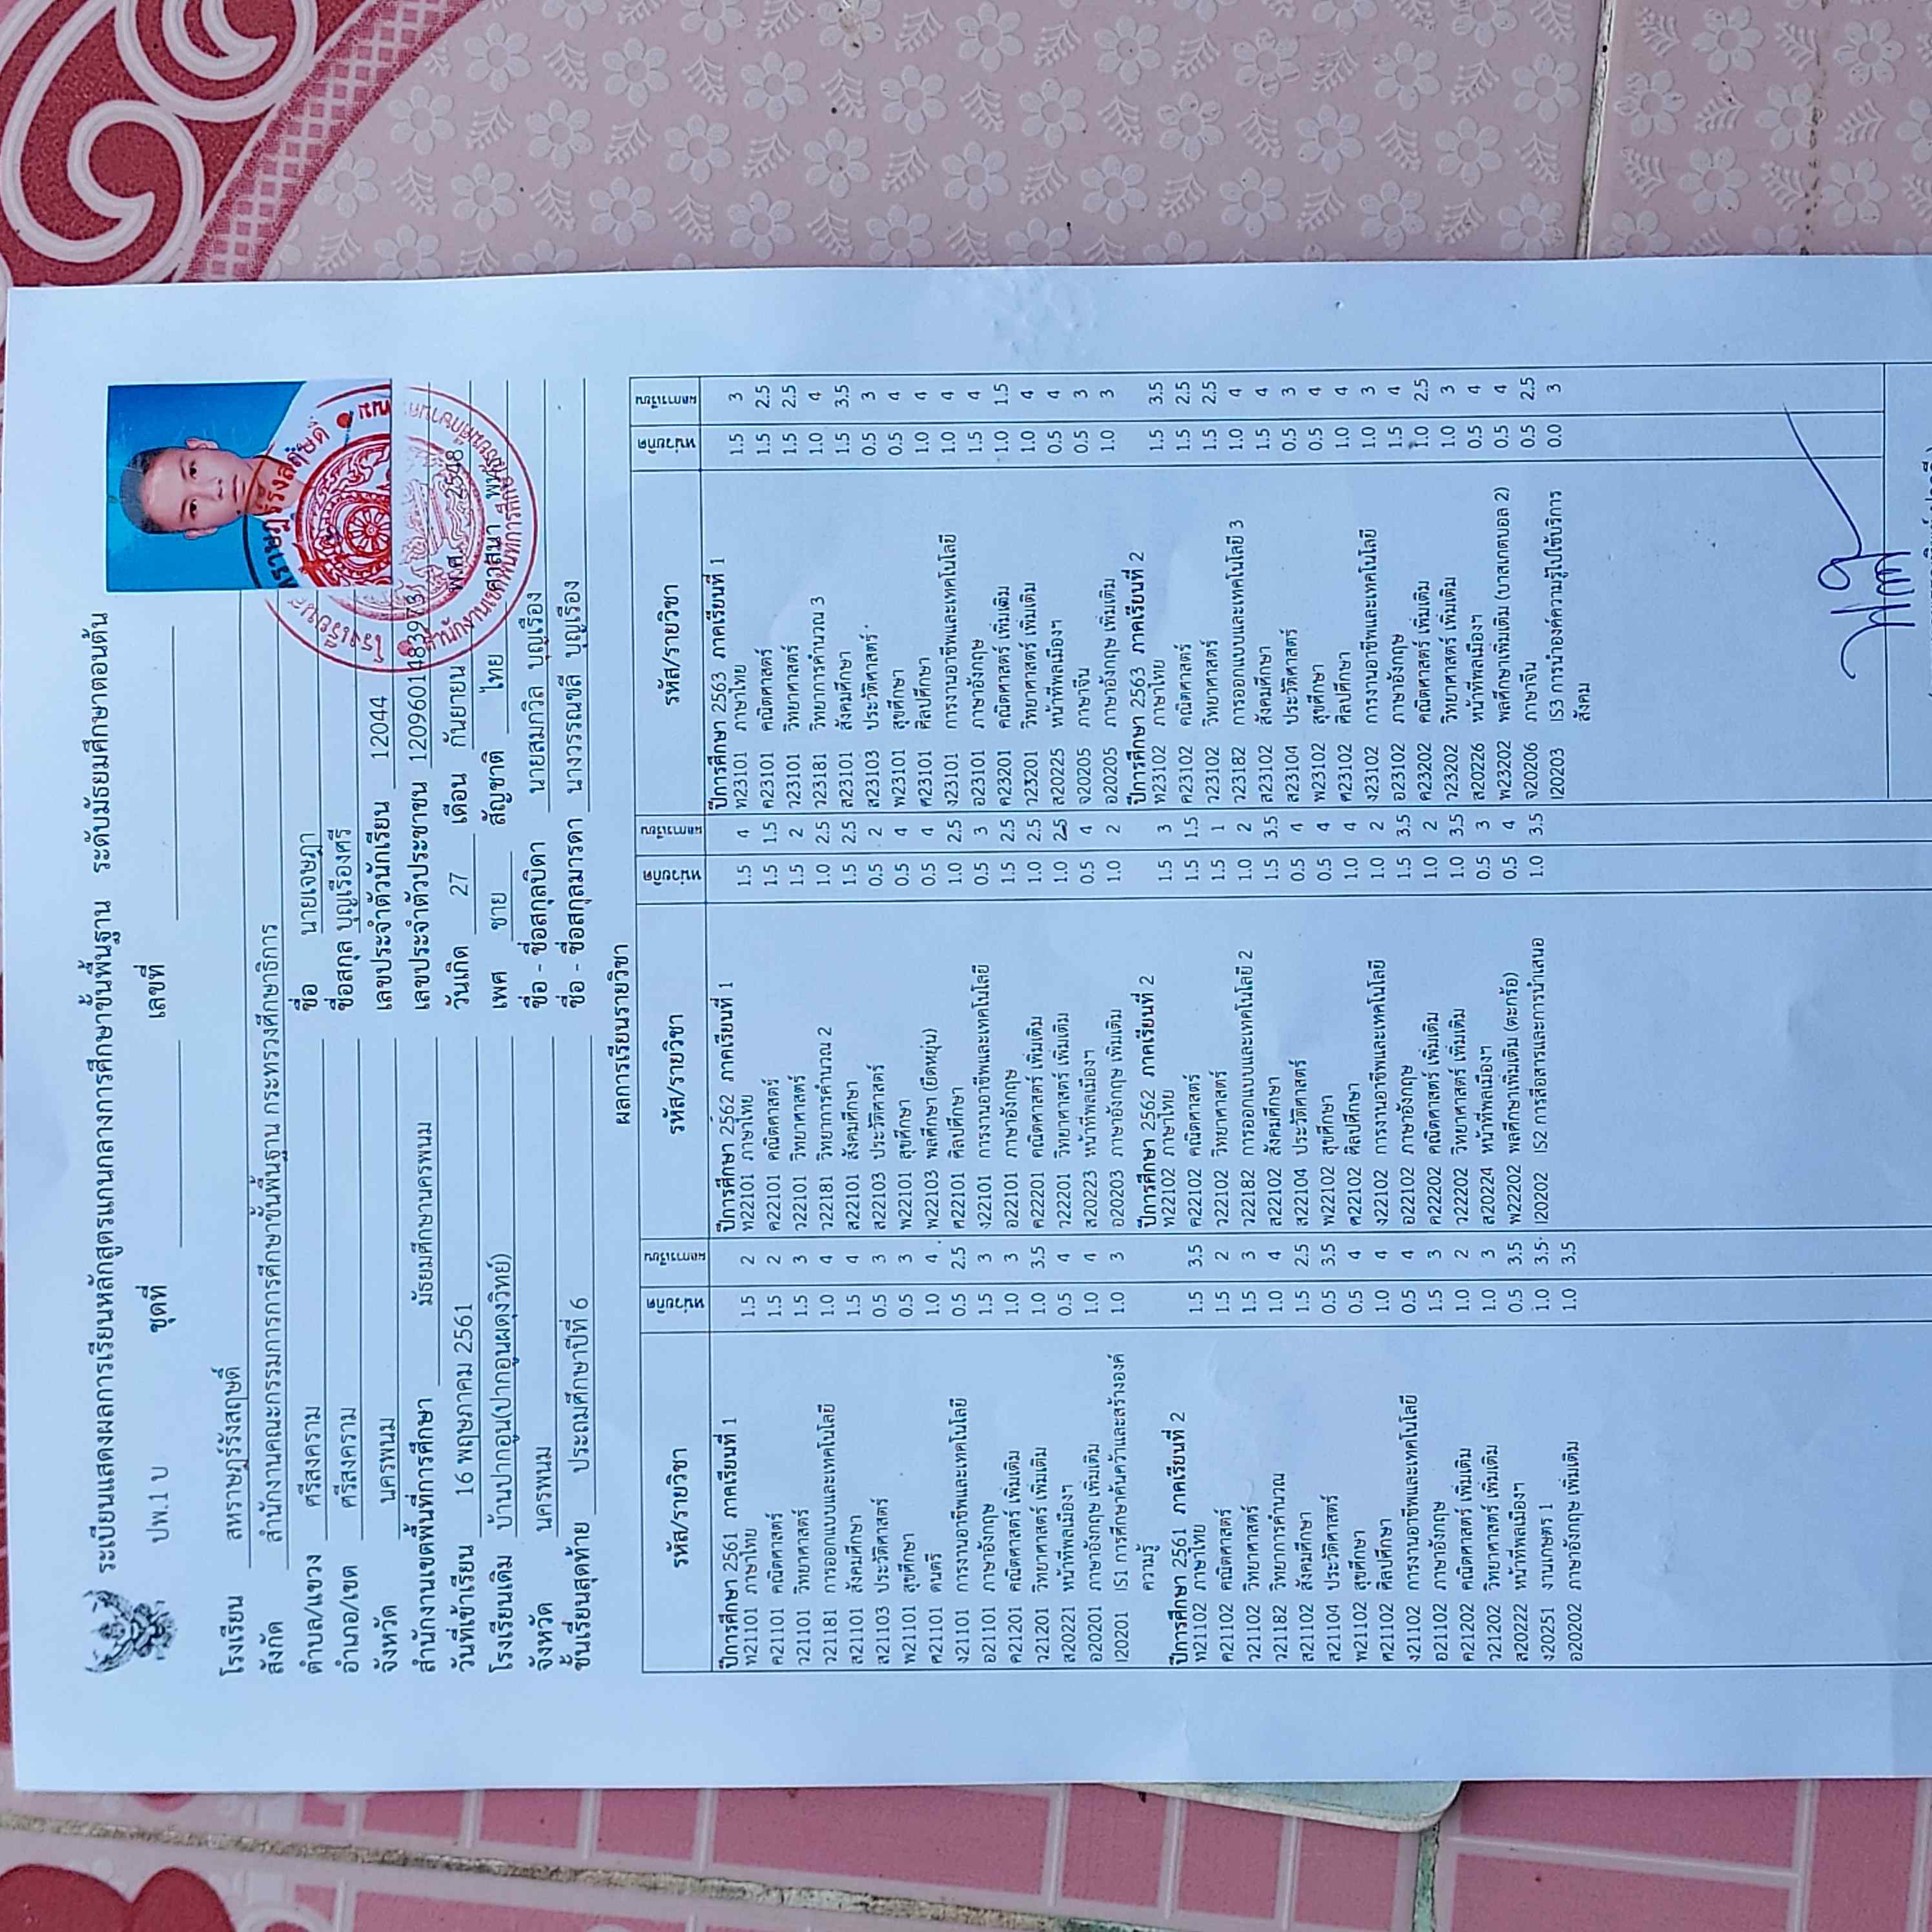 ระเบียนแสดงผลการเรียนหลักสูตรแกนกลางการศึกษาขั้นพื้นฐาน ระดับมัธยมศึกษาตอนต้น
ปพ.1 บ ชุดที่ เลขที่
โรงเรียน สหราษฎร์รังสฤษดิ์
สังกัด สำนักงานคณะกรรมการการศึกษาขั้นพื้นฐาน กระทรวงศึกษาธิการ
ตำบล/แขวง ศรีสงคราม
อำเภอ/เขต ศรีสงคราม
จังหวัด นครพนม
สำนักงานเขตพื้นที่การศึกษา มัธยมศึกษานครพนม
วันที่เข้าเรียน 16 พฤษภาคม 2561
โรงเรียนเดิม บ้านปากอูน(ปากอูนผดุงวิทย์)
จังหวัด นครพนม
ชั้นเรียนสุดท้าย ประถมศึกษาปีที่ 6
ชื่อ นายเจษฎา
ชื่อสกุล บุญเรืองศรี
เลขประจำตัวนักเรียน 12044
เลขประจำตัวประชาชน 1209601483973
วันเกิด 27 เดือน กันยายน พ.ศ. 2548
เพศ ชาย สัญชาติ ไทย ศาสนา พุทธ
ชื่อ - ชื่อสกุลบิดา นายสมกวิล บุญเรือง
ชื่อ - ชื่อสกุลมารดา นางวรรณชลี บุญเรือง
ผลการเรียนรายวิชา
รหัส/รายวิชา หน่วยกิต ผลการเรียน
ปีการศึกษา 2561 ภาคเรียนที่ 1
ท21101 ภาษาไทย 1.5 2
ค21101 คณิตศาสตร์ 1.5 2
ว21101 วิทยาศาสตร์ 1.5 3
ว21181 การออกแบบและเทคโนโลยี 1.0 4
ส21101 สังคมศึกษา 1.5 4
ส21103 ประวัติศาสตร์ 0.5 3
พ21101 สุขศึกษา 0.5 3
ศ21101 ดนตรี 1.0 4
ง21101 การงานอาชีพและเทคโนโลยี 0.5 2.5
อ21101 ภาษาอังกฤษ 1.5 3
ค21201 คณิตศาสตร์ เพิ่มเติม 1.0 3
ว21201 วิทยาศาสตร์ เพิ่มเติม 1.0 3.5
ส20221 หน้าที่พลเมืองฯ 0.5 4
อ20201 ภาษาอังกฤษ เพิ่มเติม 1.0 4
I20201 IS1 การศึกษาค้นคว้าและสร้างองค์ 1.0 3
ความรู้
ปีการศึกษา 2561 ภาคเรียนที่ 2
ท21102 ภาษาไทย 1.5 3.5
ค21102 คณิตศาสตร์ 1.5 2
ว21102 วิทยาศาสตร์ 1.5 3
ว21182 วิทยาการคำนวณ 1.0 4
ส21102 สังคมศึกษา 1.5 2.5
ส21104 ประวัติศาสตร์ 0.5 3.5
พ21102 สุขศึกษา 0.5 4
ศ21102 ศิลปศึกษา 1.0 4
ง21102 การงานอาชีพและเทคโนโลยี 0.5 4
อ21102 ภาษาอังกฤษ 1.5 3
ค21202 คณิตศาสตร์ เพิ่มเติม 1.0 2
ว21202 วิทยาศาสตร์ เพิ่มเติม 1.0 3
ส20222 หน้าที่พลเมืองฯ 0.5 3.5
ง20251 งานเกษตร 1 1.0 3.5
อ20202 ภาษาอังกฤษ เพิ่มเติม 1.0 3.5
รหัส/รายวิชา หน่วยกิต ผลการเรียน
ปีการศึกษา 2562 ภาคเรียนที่ 1
ท22101 ภาษาไทย 1.5 4
ค22101 คณิตศาสตร์ 1.5 1.5
ว22101 วิทยาศาสตร์ 1.5 2
ว22181 วิทยาการคำนวณ 2 1.0 2.5
ส22101 สังคมศึกษา 1.5 2.5
ส22103 ประวัติศาสตร์ 0.5 2
พ22101 สุขศึกษา 0.5 4
พ22103 พลศึกษา (ยืดหยุ่น) 0.5 4
ศ22101 ศิลปศึกษา 1.0 2.5
ง22101 การงานอาชีพและเทคโนโลยี 0.5 3
อ22101 ภาษาอังกฤษ 1.5 2.5
ค22201 คณิตศาสตร์ เพิ่มเติม 1.0 2.5
ว22201 วิทยาศาสตร์ เพิ่มเติม 1.0 2.5
ส20223 หน้าที่พลเมืองฯ 0.5 4
อ20203 ภาษาอังกฤษ เพิ่มเติม 1.0 2
ปีการศึกษา 2562 ภาคเรียนที่ 2
ท22102 ภาษาไทย 1.5 3
ค22102 คณิตศาสตร์ 1.5 1.5
ว22102 วิทยาศาสตร์ 1.5 1
ว22182 การออกแบบและเทคโนโลยี 2 1.0 2
ส22102 สังคมศึกษา 1.5 3.5
ส22104 ประวัติศาสตร์ 0.5 4
พ22102 สุขศึกษา 0.5 4
ศ22102 ศิลปศึกษา 1.0 4
ง22102 การงานอาชีพและเทคโนโลยี 1.0 2
อ22102 ภาษาอังกฤษ 1.5 3.5
ค22202 คณิตศาสตร์ เพิ่มเติม 1.0 2
ว22202 วิทยาศาสตร์ เพิ่มเติม 1.0 3.5
ส20224 หน้าที่พลเมืองฯ 0.5 3
พ22202 พลศึกษาเพิ่มเติม (ตะกร้อ) 0.5 4
I20202 IS2 การสื่อสารและการนำเสนอ 1.0 3.5
รหัส/รายวิชา หน่วยกิต ผลการเรียน
ปีการศึกษา 2563 ภาคเรียนที่ 1
ท23101 ภาษาไทย 1.5 3
ค23101 คณิตศาสตร์ 1.5 2.5
ว23101 วิทยาศาสตร์ 1.5 2.5
ว23181 วิทยาการคำนวณ 3 1.0 4
ส23101 สังคมศึกษา 1.5 3.5
ส23103 ประวัติศาสตร์ 0.5 3
พ23101 สุขศึกษา 0.5 4
ศ23101 ศิลปศึกษา 1.0 4
ง23101 การงานอาชีพและเทคโนโลยี 1.0 4
อ23101 ภาษาอังกฤษ 1.5 4
ค23201 คณิตศาสตร์ เพิ่มเติม 1.0 1.5
ว23201 วิทยาศาสตร์ เพิ่มเติม 1.0 4
ส20225 หน้าที่พลเมืองฯ 0.5 4
จ20205 ภาษาจีน 0.5 3
อ20205 ภาษาอังกฤษ เพิ่มเติม 1.0 3
ปีการศึกษา 2563 ภาคเรียนที่ 2
ท23102 ภาษาไทย 1.5 3.5
ค23102 คณิตศาสตร์ 1.5 2.5
ว23102 วิทยาศาสตร์ 1.5 2.5
ว23182 การออกแบบและเทคโนโลยี 3 1.0 4
ส23102 สังคมศึกษา 1.5 4
ส23104 ประวัติศาสตร์ 0.5 3
พ23102 สุขศึกษา 0.5 4
ศ23102 ศิลปศึกษา 1.0 4
ง23102 การงานอาชีพและเทคโนโลยี 1.0 3
อ23102 ภาษาอังกฤษ 1.5 4
ค23202 คณิตศาสตร์ เพิ่มเติม 1.0 2.5
ว23202 วิทยาศาสตร์ เพิ่มเติม 1.0 3
ส20226 หน้าที่พลเมืองฯ 0.5 4
พ23202 พลศึกษาเพิ่มเติม (บาสเกตบอล 2) 0.5 4
จ20206 ภาษาจีน 0.5 2.5
I20203 IS3 การนำองค์ความรู้ไปใช้บริการ 0.0 3
สังคม